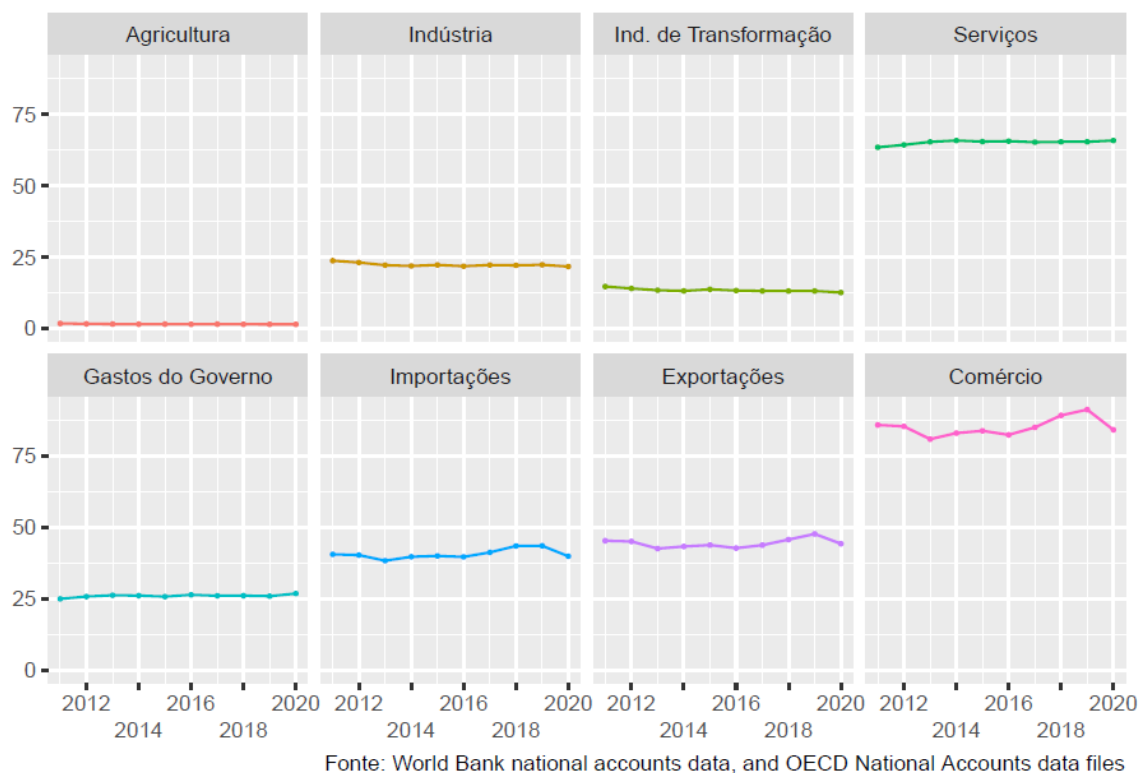 Agricultura
Indústria
Ind. de Transformação
Serviços
75
50
25
0
Gastos do Governo
Importações
Exportações
Comércio
75
50
25
0
2012 2016 2020 2012 2016 2020 2012 2016 2020 2012 2016 2020
2014 2018 2014 2018 2014 2018 2014 2018
Fonte: World Bank national accounts data, and OECD National Accounts data files